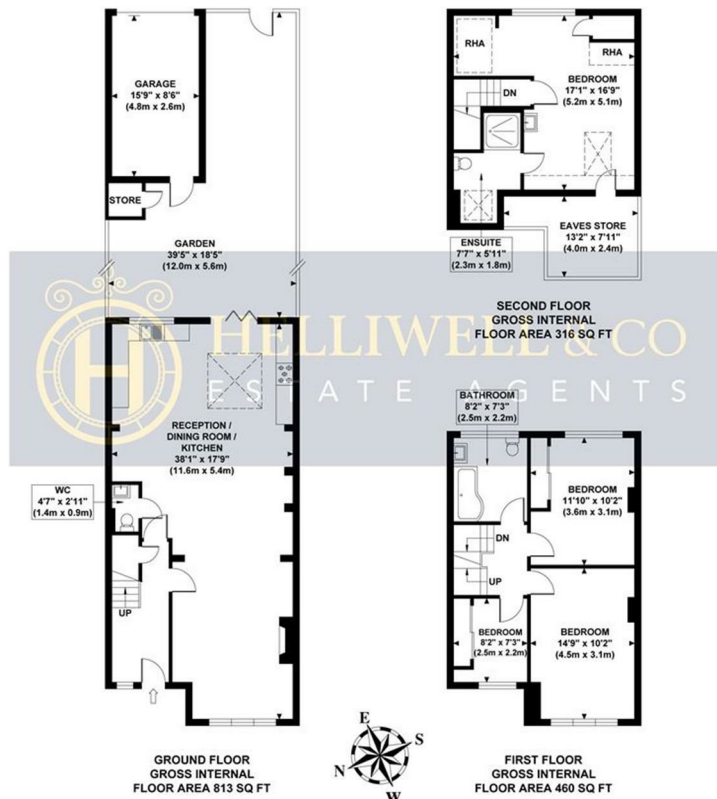 GARAGE
15'9" x 8'6"
(4.8m x 2.6m)
STORE
GARDEN
39'5" x 18'5"
(12.0m x 5.6m)
RECEPTION /
DINING ROOM /
KITCHEN
38'1" x 17'9"
(11.6m x 5.4m)
WC
4'7" x 2'11"
(1.4m x 0.9m)
UP
GROUND FLOOR
GROSS INTERNAL
FLOOR AREA 813 SQ FT
RHA
RHA
BEDROOM
17'1" x 16'9"
(5.2m x 5.1m)
DN
EAVES STORE
13'2" x 7'11"
(4.0m x 2.4m)
ENSUITE
7'7" x 5'11"
(2.3m x 1.8m)
SECOND FLOOR
GROSS INTERNAL
FLOOR AREA 316 SQ FT
H
HELLIWELL & CO
ESTATE AGENTS
BATHROOM
8'2" x 7'3"
(2.5m x 2.2m)
BEDROOM
11'10" x 10'2"
(3.6m x 3.1m)
DN
UP
BEDROOM
8'2" x 7'3"
(2.5m x 2.2m)
BEDROOM
14'9" x 10'2"
(4.5m x 3.1m)
E
S
N
W
FIRST FLOOR
GROSS INTERNAL
FLOOR AREA 460 SQ FT